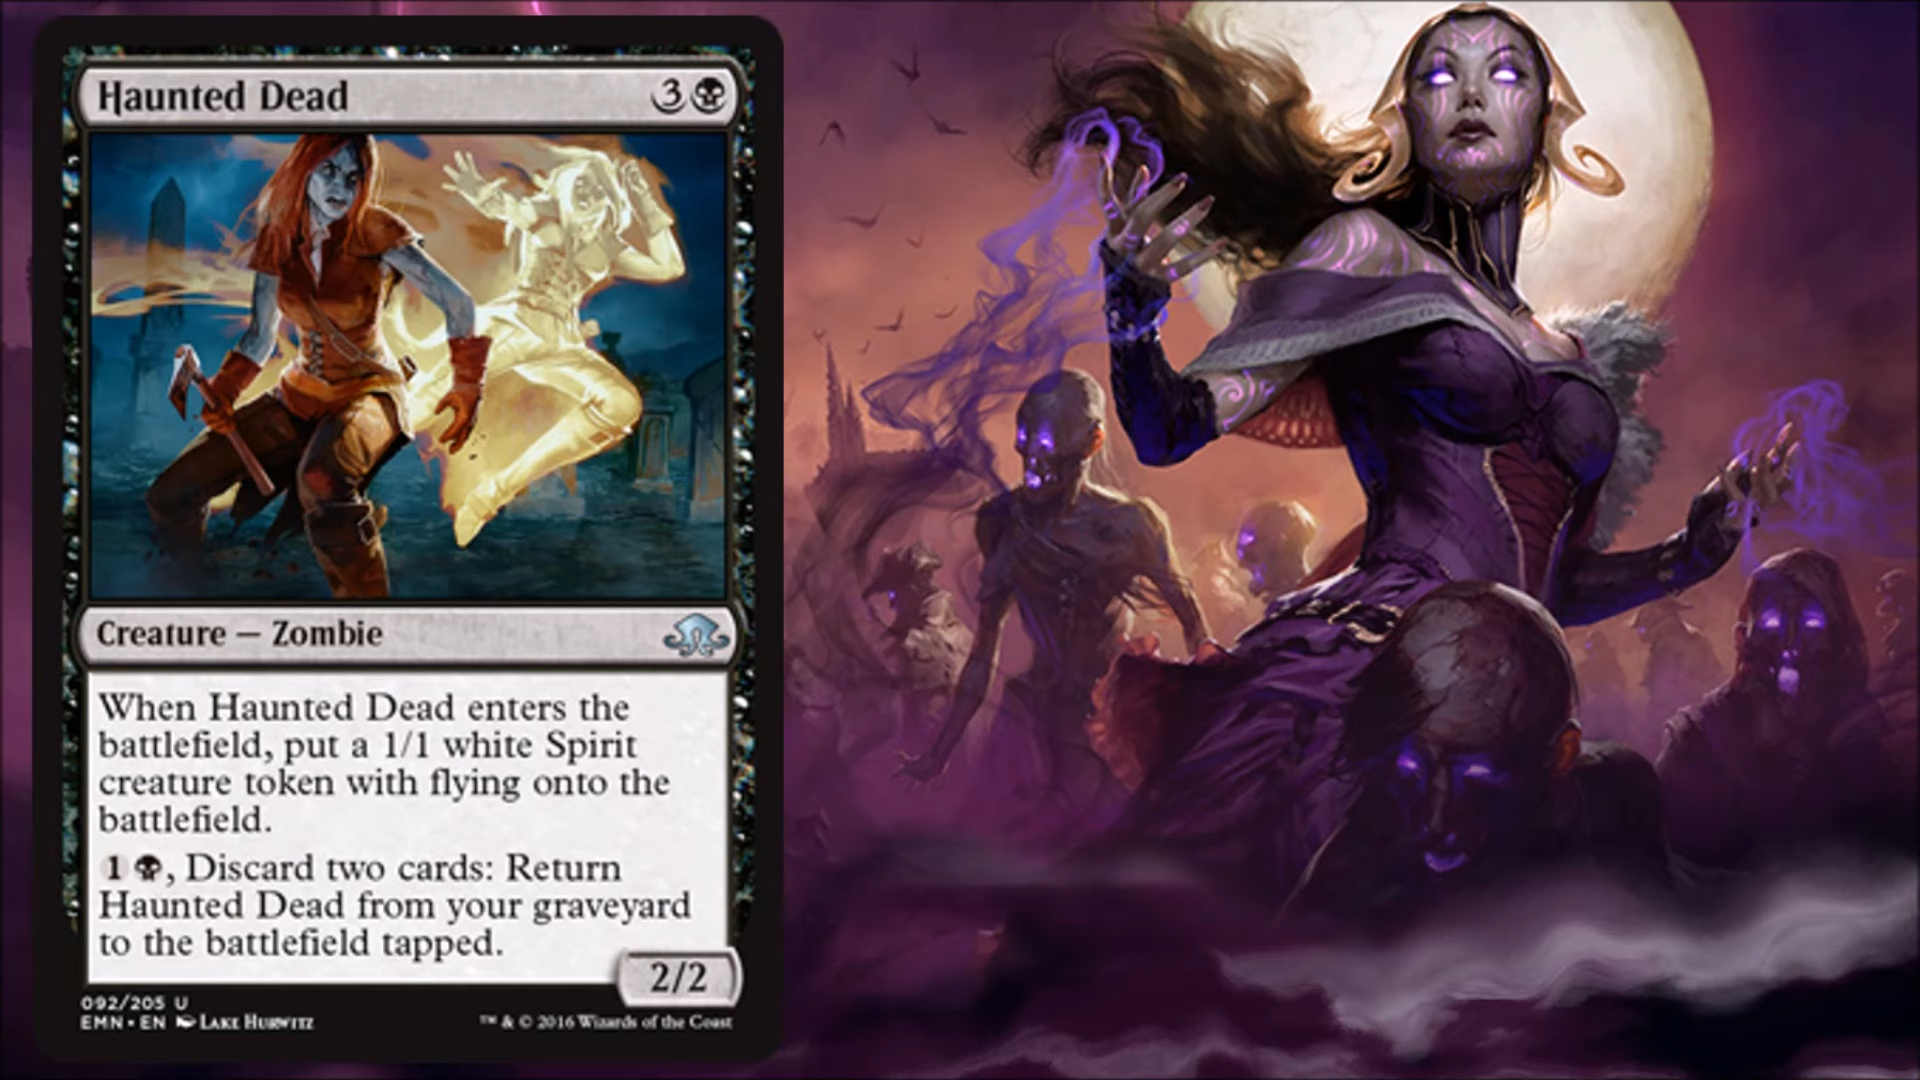 Haunted Dead 3
Creature — Zombie
When Haunted Dead enters the
battlefield, put a 1/1 white Spirit
creature token with flying onto the
battlefield.
1, Discard two cards: Return
Haunted Dead from your graveyard
to the battlefield tapped.
2/2
092/205 U
EMN • EN LAKE HURWITZ
™ & © 2016 Wizards of the Coast